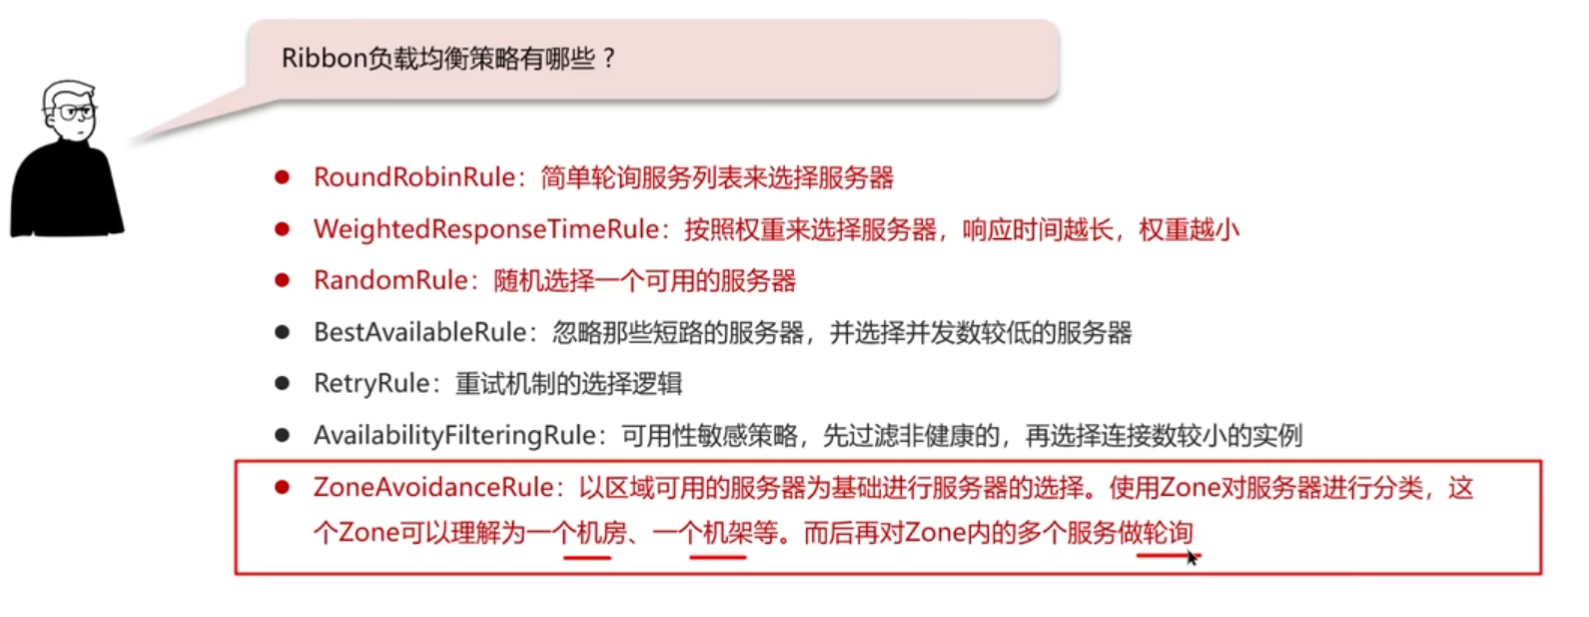 Ribbon负载均衡策略有哪些？
RoundRobinRule：简单轮询服务列表来选择服务器
WeightedResponseTimeRule：按照权重来选择服务器，响应时间越长，权重越小
RandomRule：随机选择一个可用的服务器
BestAvailableRule：忽略那些短路的服务器，并选择并发数较低的服务器
RetryRule：重试机制的选择逻辑
AvailabilityFilteringRule：可用性敏感策略，先过滤非健康的，再选择连接数较小的实例
ZoneAvoidanceRule：以区域可用的服务器为基础进行服务器的选择。使用Zone对服务器进行分类，这
个Zone可以理解为一个机房、一个机架等。而后再对Zone内的多个服务做轮询